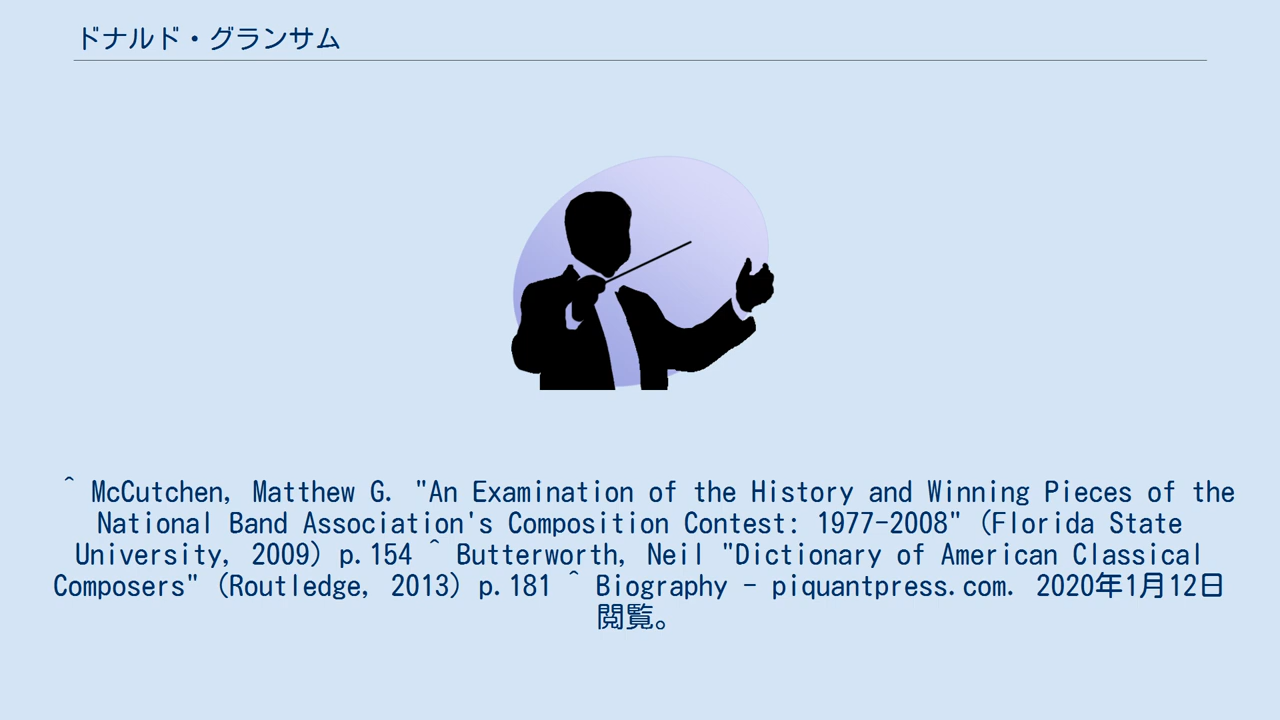 ドナルド・グランサム
^ McCutchen, Matthew G. "An Examination of the History and Winning Pieces of the
National Band Association's Composition Contest: 1977-2008" (Florida State
University, 2009) p.154 ^ Butterworth, Neil "Dictionary of American Classical
Composers" (Routledge, 2013) p.181 ^ Biography - piquantpress.com. 2020年1月12日
閲覧。